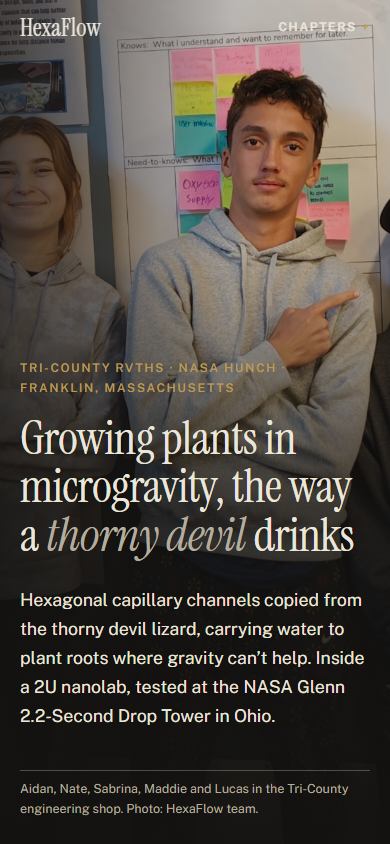 HexaFlow
CHAPTERS +
Knows: What I understand and want to remember for later
User
Need-to-knows: What I
Oxygen
Supply
TRI-COUNTY RVTHS · NASA HUNCH ·
FRANKLIN, MASSACHUSETTS
Growing plants in
microgravity, the way
a thorny devil drinks
Hexagonal capillary channels copied from
the thorny devil lizard, carrying water to
plant roots where gravity can’t help. Inside
a 2U nanolab, tested at the NASA Glenn
2.2-Second Drop Tower in Ohio.
Aidan, Nate, Sabrina, Maddie and Lucas in the Tri-County
engineering shop. Photo: HexaFlow team.